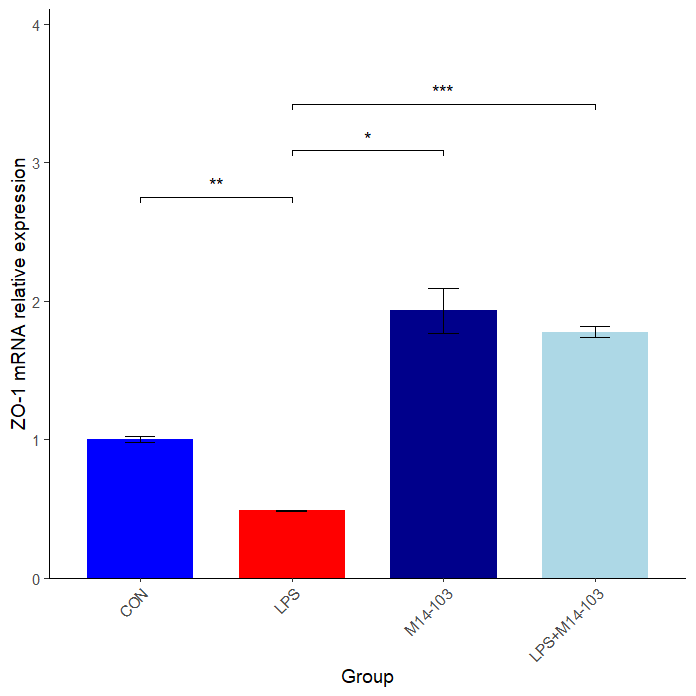 4
***
*
3
**
ZO-1 mRNA relative expression
2
1
0
CON
LPS
M14-103
LPS+M14-103
Group